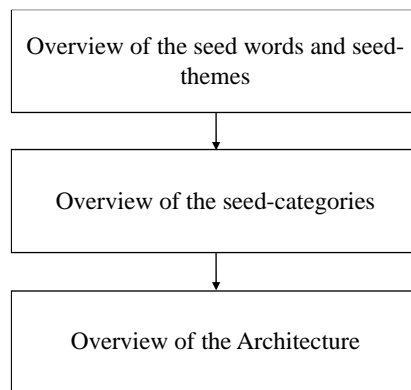 Overview of the seed words and seed-
themes
Overview of the seed-categories
Overview of the Architecture